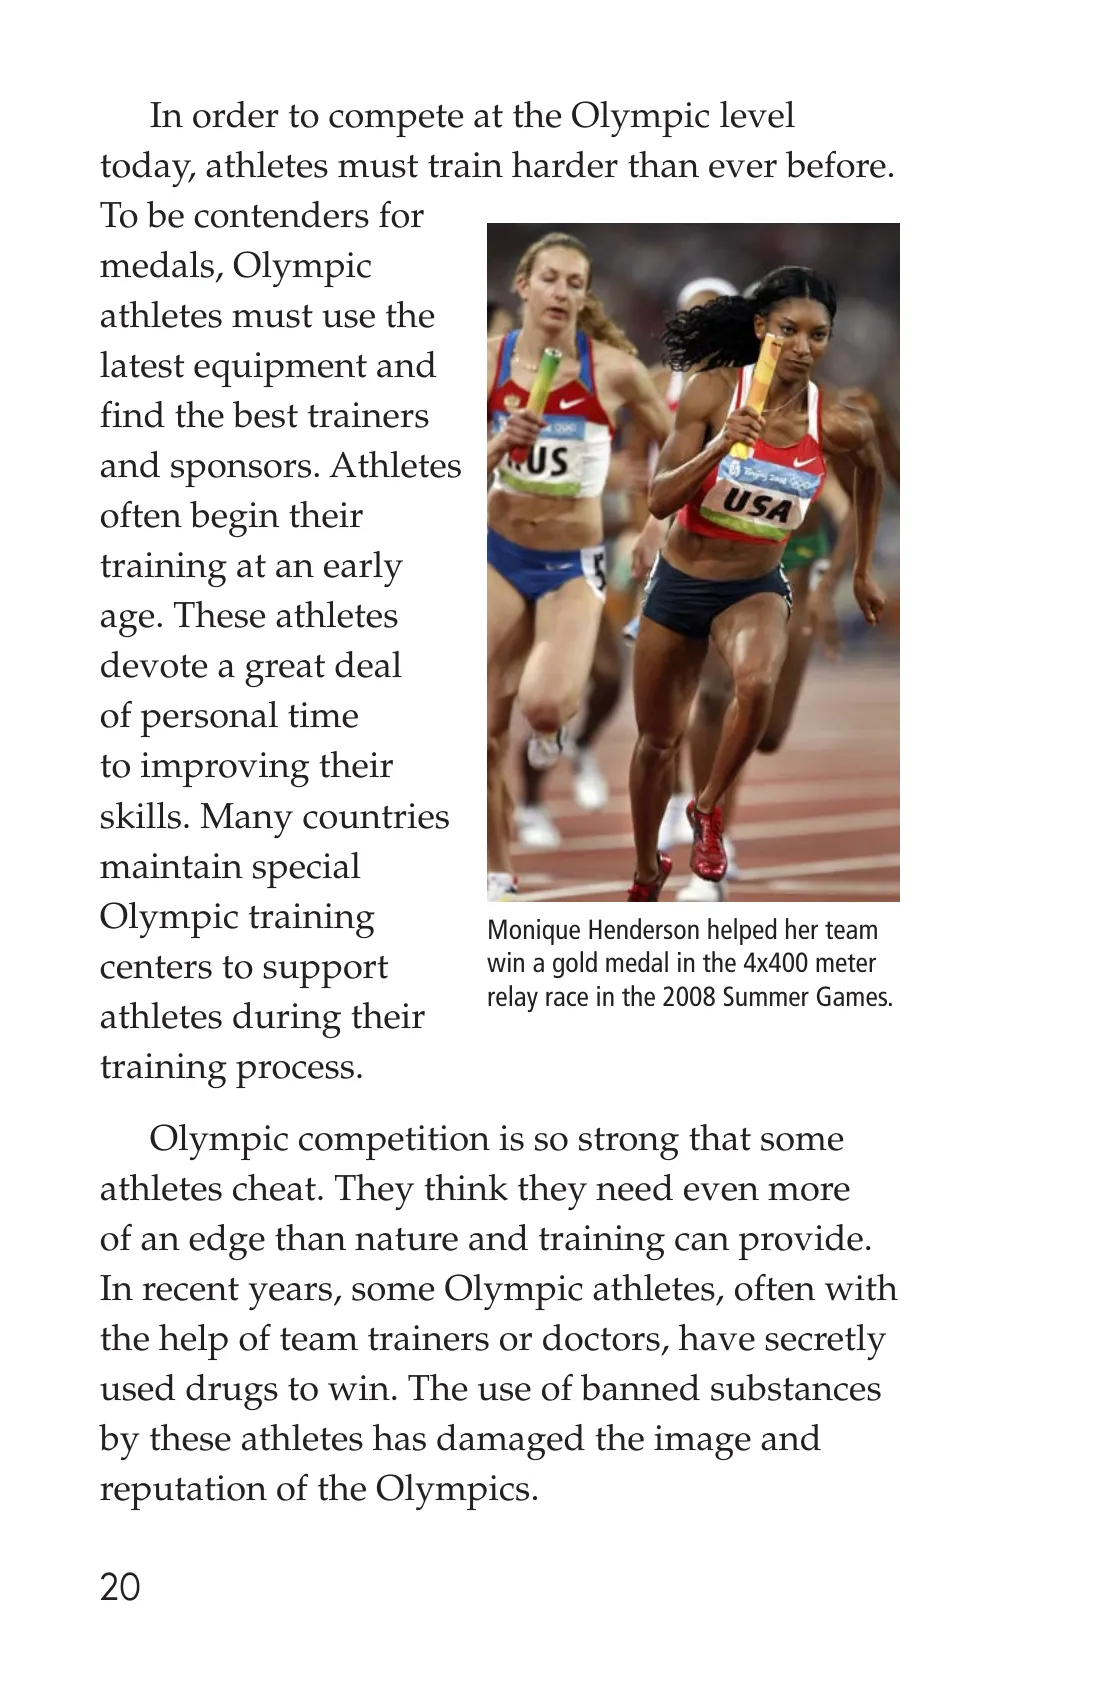 In order to compete at the Olympic level
today, athletes must train harder than ever before.
To be contenders for
medals, Olympic
athletes must use the
latest equipment and
find the best trainers
and sponsors. Athletes
often begin their
training at an early
age. These athletes
devote a great deal
of personal time
to improving their
skills. Many countries
maintain special
Olympic training
centers to support
athletes during their
training process.
RUS
Beijing 2008
USA
5
Monique Henderson helped her team
win a gold medal in the 4x400 meter
relay race in the 2008 Summer Games.
Olympic competition is so strong that some
athletes cheat. They think they need even more
of an edge than nature and training can provide.
In recent years, some Olympic athletes, often with
the help of team trainers or doctors, have secretly
used drugs to win. The use of banned substances
by these athletes has damaged the image and
reputation of the Olympics.
20